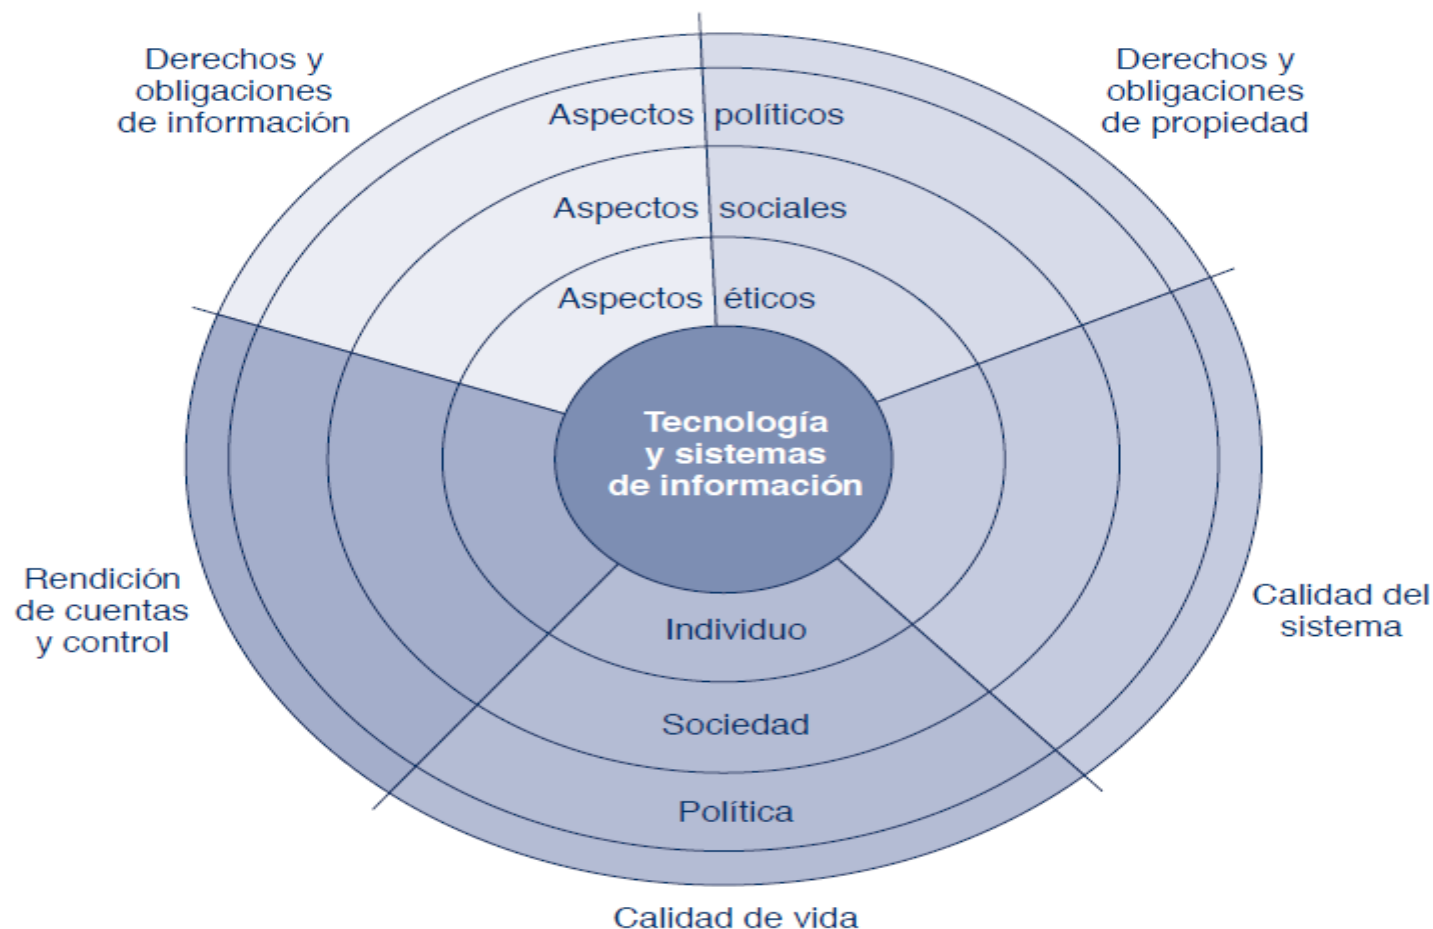 Derechos y
obligaciones
de información
Derechos y
obligaciones
de propiedad
Aspectos políticos
Aspectos sociales
Aspectos éticos
Tecnología
y sistemas
de información
Rendición
de cuentas
y control
Calidad del
sistema
Individuo
Sociedad
Política
Calidad de vida